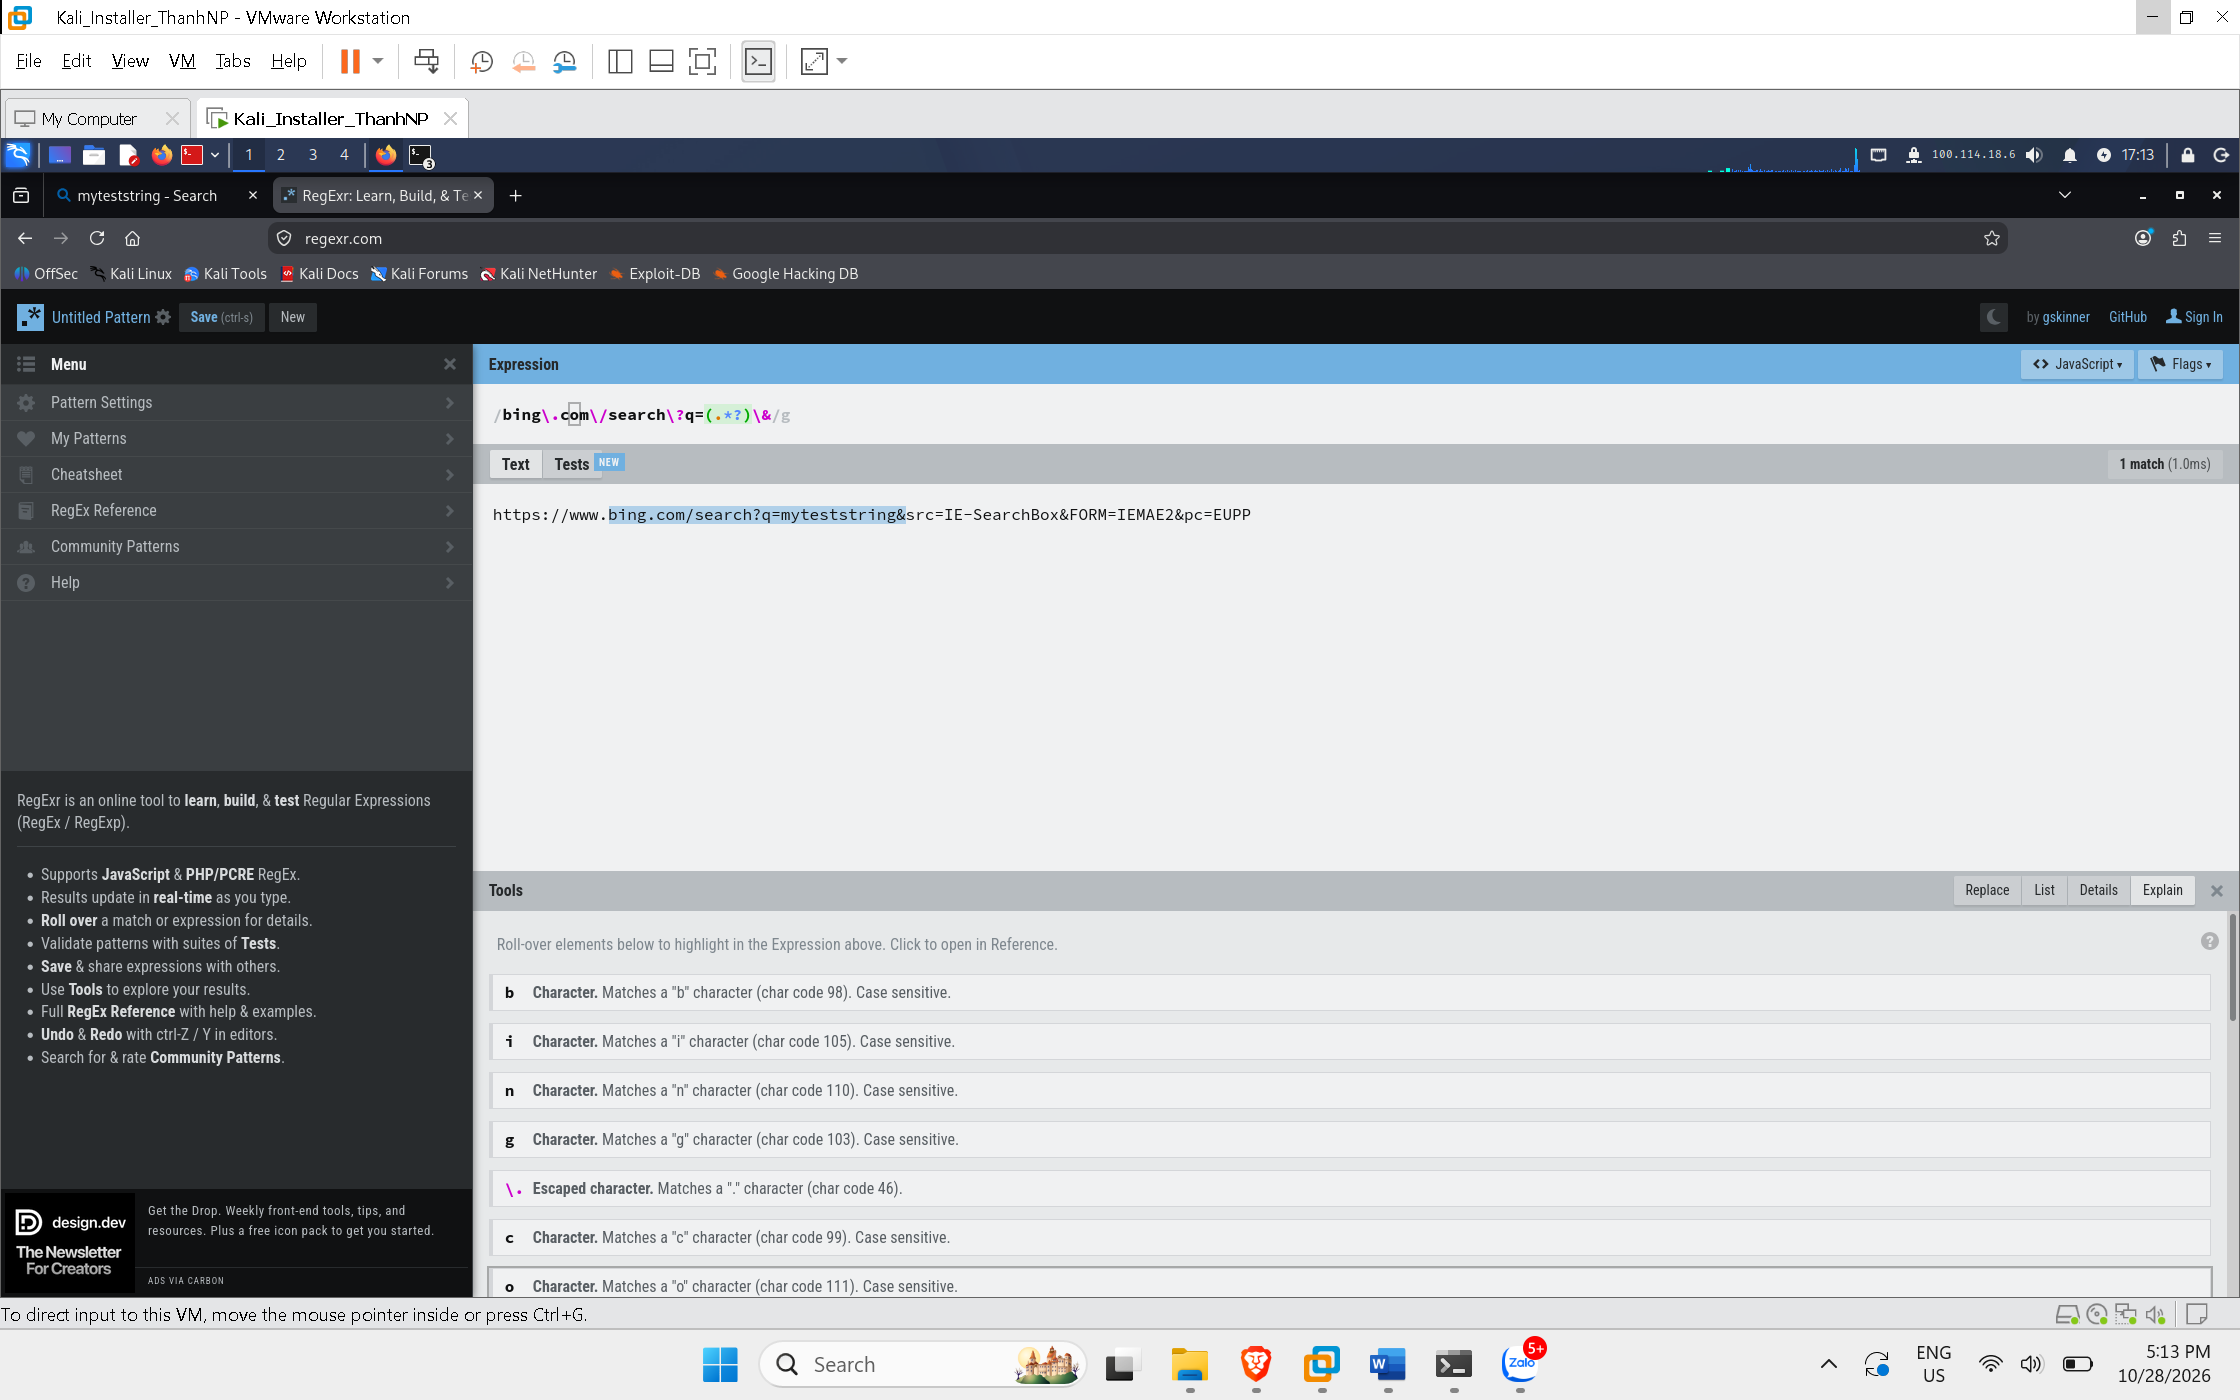 Kali_Installer_ThanhNP - VMware Workstation
File Edit View VM Tabs Help
My Computer Kali_Installer_ThanhNP
1 2 3 4 3 100.114.18.6 17:13
myteststring - Search RegExr: Learn, Build, & Te
regexr.com
OffSec Kali Linux Kali Tools Kali Docs Kali Forums Kali NetHunter Exploit-DB Google Hacking DB
Untitled Pattern Save (ctrl-s) New by gskinner GitHub Sign In
Menu
Pattern Settings
My Patterns
Cheatsheet
RegEx Reference
Community Patterns
Help
RegExr is an online tool to learn, build, & test Regular Expressions
(RegEx / RegExp).
Supports JavaScript & PHP/PCRE RegEx.
Results update in real-time as you type.
Roll over a match or expression for details.
Validate patterns with suites of Tests.
Save & share expressions with others.
Use Tools to explore your results.
Full RegEx Reference with help & examples.
Undo & Redo with ctrl-Z / Y in editors.
Search for & rate Community Patterns.
design.dev
The Newsletter
For Creators
Get the Drop. Weekly front-end tools, tips, and
resources. Plus a free icon pack to get you started.
ADS VIA CARBON
Expression JavaScript Flags
/bing\.com\/search\?q=(.*?)\&/g
Text Tests NEW 1 match (1.0ms)
https://www.bing.com/search?q=myteststring&src=IE-SearchBox&FORM=IEMAE2&pc=EUPP
Tools Replace List Details Explain
Roll-over elements below to highlight in the Expression above. Click to open in Reference.
b Character. Matches a "b" character (char code 98). Case sensitive.
i Character. Matches a "i" character (char code 105). Case sensitive.
n Character. Matches a "n" character (char code 110). Case sensitive.
g Character. Matches a "g" character (char code 103). Case sensitive.
\. Escaped character. Matches a "." character (char code 46).
c Character. Matches a "c" character (char code 99). Case sensitive.
o Character. Matches a "o" character (char code 111). Case sensitive.
To direct input to this VM, move the mouse pointer inside or press Ctrl+G.
Search Zalo 5+
ENG
US
5:13 PM
10/28/2026